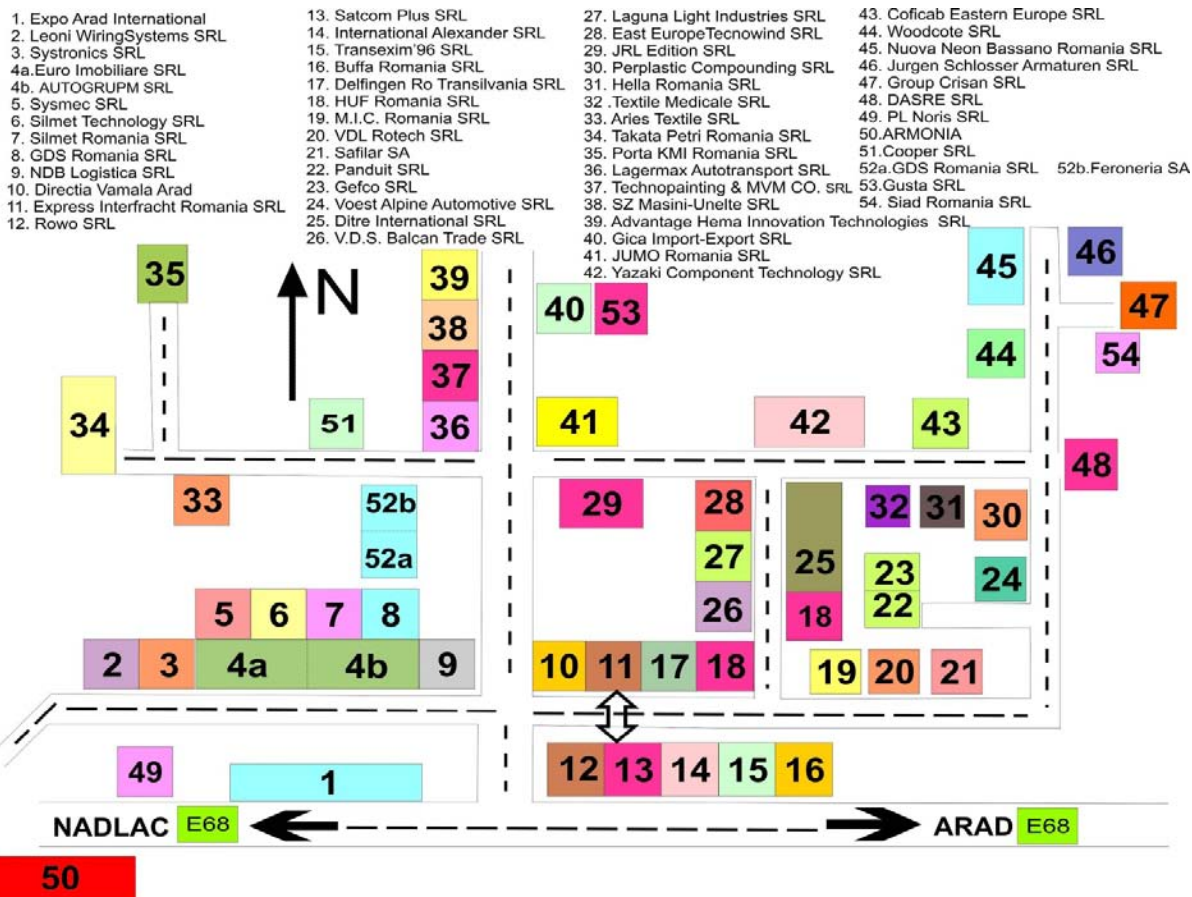 1. Expo Arad International
2. Leoni WiringSystems SRL
3. Systronics SRL
4a.Euro Imobiliare SRL
4b. AUTOGRUPM SRL
5. Sysmec SRL
6. Silmet Technology SRL
7. Silmet Romania SRL
8. GDS Romania SRL
9. NDB Logistica SRL
10. Directia Vamala Arad
11. Express Interfracht Romania SRL
12. Rowo SRL
13. Satcom Plus SRL
14. International Alexander SRL
15. Transexim'96 SRL
16. Buffa Romania SRL
17. Delfingen Ro Transilvania SRL
18. HUF Romania SRL
19. M.I.C. Romania SRL
20. VDL Rotech SRL
21. Safilar SA
22. Panduit SRL
23. Gefco SRL
24. Voest Alpine Automotive SRL
25. Ditre International SRL
26. V.D.S. Balcan Trade SRL
27. Laguna Light Industries SRL
28. East EuropeTecnowind SRL
29. JRL Edition SRL
30. Perplastic Compounding SRL
31. Hella Romania SRL
32 .Textile Medicale SRL
33. Aries Textile SRL
34. Takata Petri Romania SRL
35. Porta KMI Romania SRL
36. Lagermax Autotransport SRL
37. Technopainting & MVM CO. SRL
38. SZ Masini-Unelte SRL
39. Advantage Hema Innovation Technologies SRL
40. Gica Import-Export SRL
41. JUMO Romania SRL
42. Yazaki Component Technology SRL
43. Coficab Eastern Europe SRL
44. Woodcote SRL
45. Nuova Neon Bassano Romania SRL
46. Jurgen Schlosser Armaturen SRL
47. Group Crisan SRL
48. DASRE SRL
49. PL Noris SRL
50.ARMONIA
51.Cooper SRL
52a.GDS Romania SRL 52b.Feroneria SA
53.Gusta SRL
54. Siad Romania SRL
35
N
39
38
37
36
40
53
45
46
47
44
54
34
51
41
42
43
48
33
52b
52a
29
28
27
26
25
18
32
31
30
23
22
24
5
6
7
8
2
3
4a
4b
9
10
11
17
18
19
20
21
49
1
12
13
14
15
16
NADLAC E68
ARAD E68
50